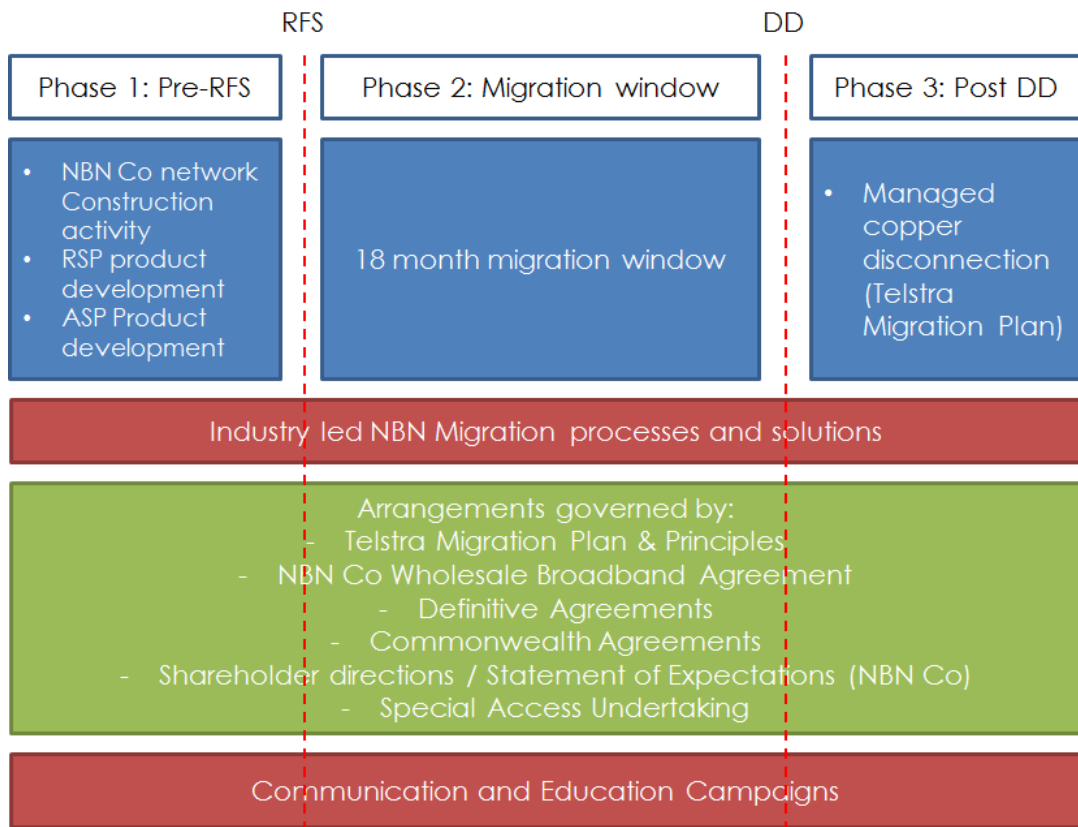 RFS
DD
Phase 1: Pre-RFS
Phase 2: Migration window
Phase 3: Post DD
• NBN Co network
Construction
activity
• RSP product
development
• ASP Product
development
18 month migration window
• Managed
copper
disconnection
(Telstra
Migration Plan)
Industry led NBN Migration processes and solutions
Arrangements governed by:
- Telstra Migration Plan & Principles
- NBN Co Wholesale Broadband Agreement
- Definitive Agreements
- Commonwealth Agreements
- Shareholder directions / Statement of Expectations (NBN Co)
- Special Access Undertaking
Communication and Education Campaigns